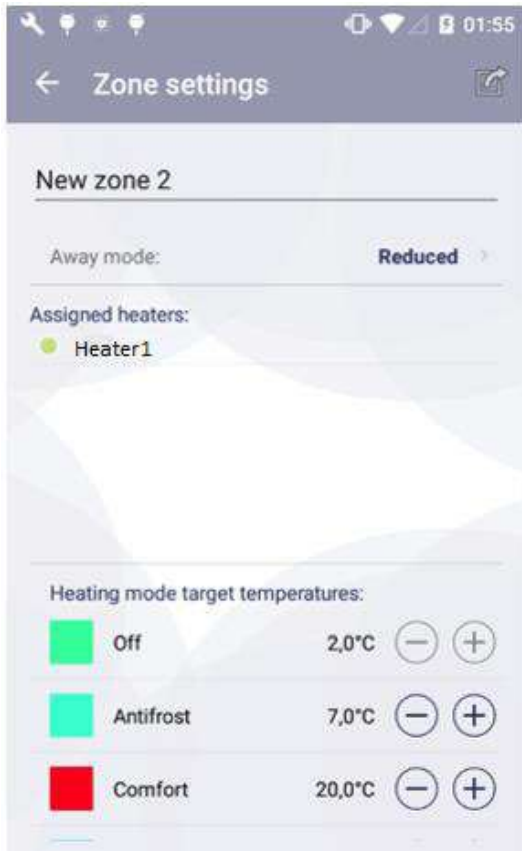 01:55
Zone settings
New zone 2
Away mode: Reduced
Assigned heaters:
Heater1
Heating mode target temperatures:
Off 2,0°C
Antifrost 7,0°C
Comfort 20,0°C